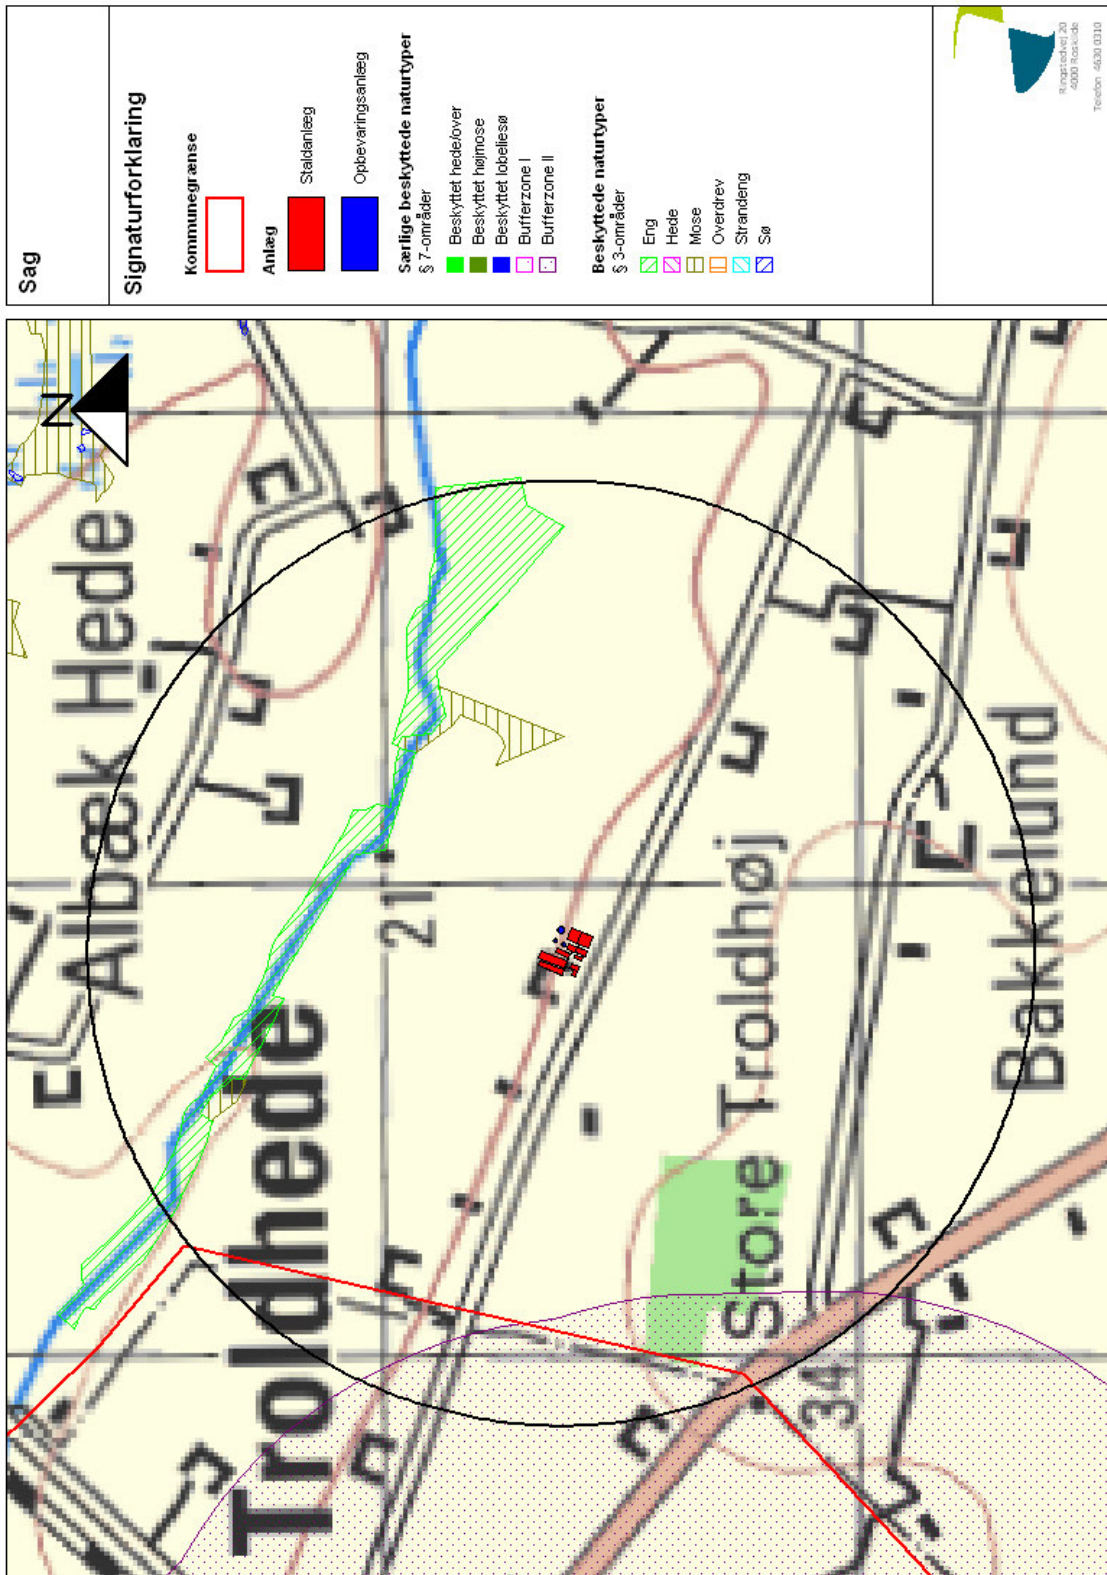 Sag
Signaturforklaring
Kommunegrænse
Anlæg
Staldanlæg
Opbevaringsanlæg
Særlige beskyttede naturtyper
§ 7-områder
Beskyttet hede/over
Beskyttet højmose
Beskyttet lobeliesø
Bufferzone I
Bufferzone II
Beskyttede naturtyper
§ 3-områder
Eng
Hede
Mose
Overdrev
Strandeng
Sø
Ringstedvej 20
4000 Roskilde
Telefon 4630 0310
N
Albæk Hede
Troldhede
21
Store Troldhøj
34
Bakkelund